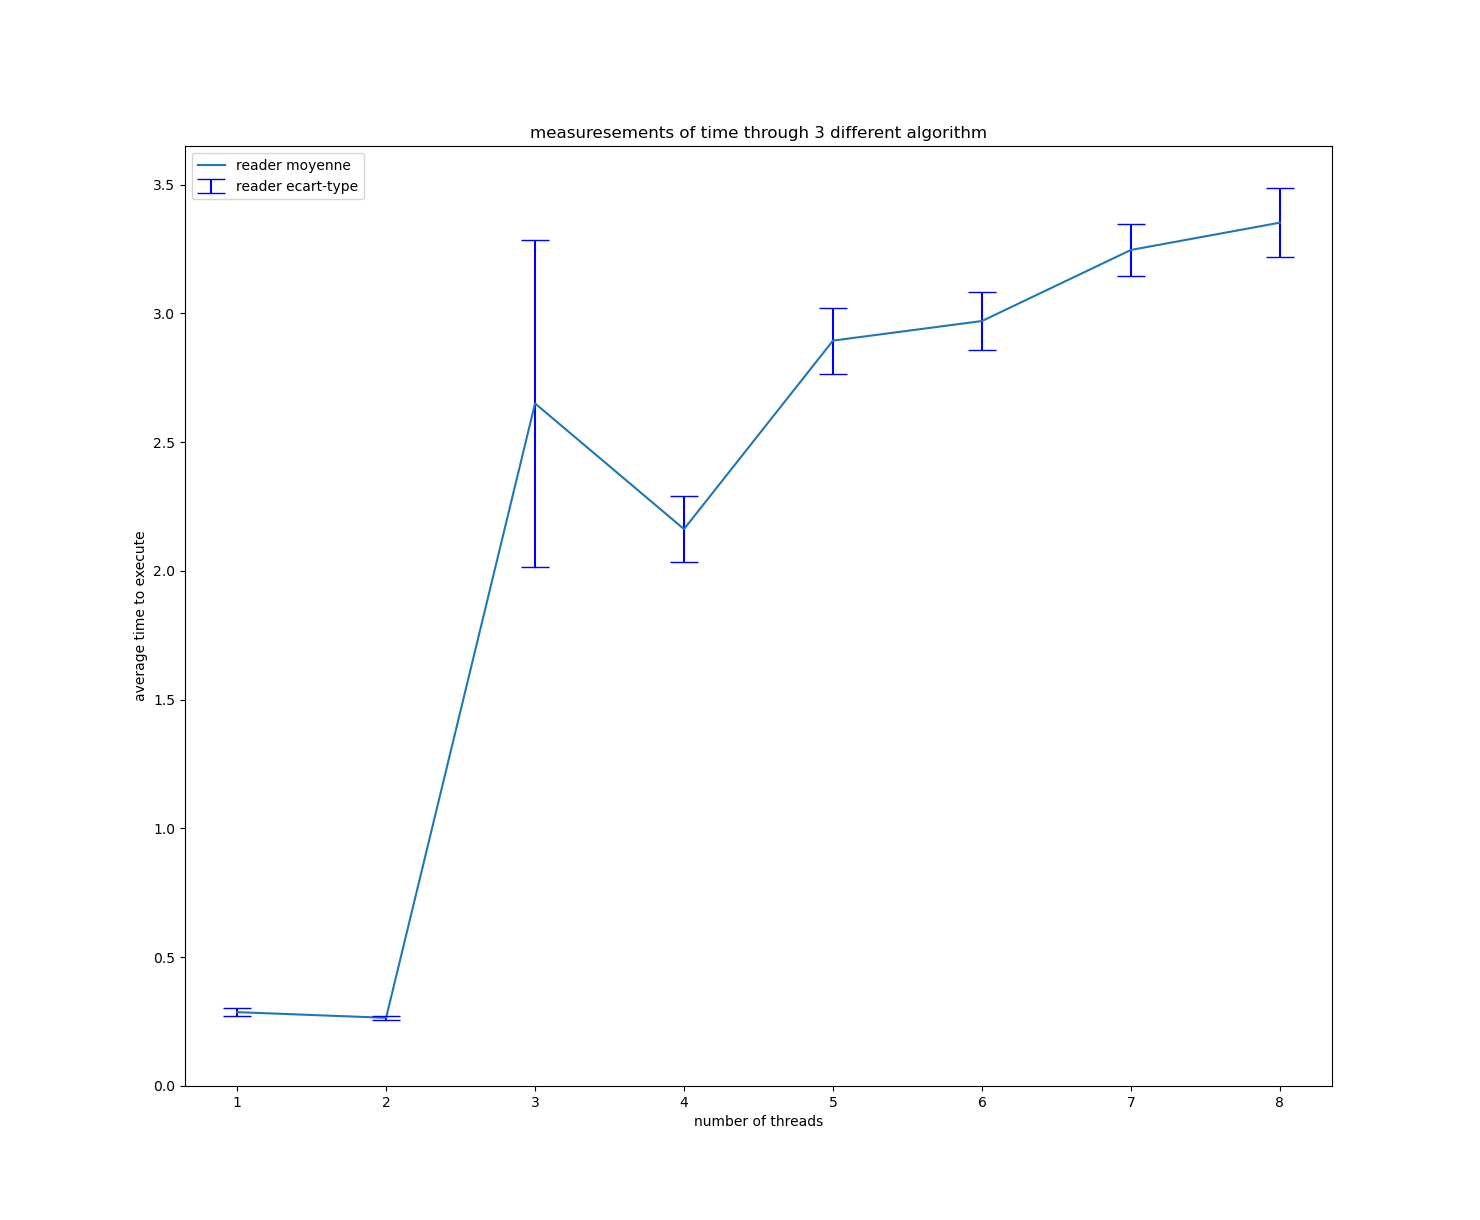 measuresements of time through 3 different algorithm
reader moyenne
reader ecart-type
3.5
3.0
2.5
2.0
1.5
1.0
0.5
0.0
average time to execute
1 2 3 4 5 6 7 8
number of threads